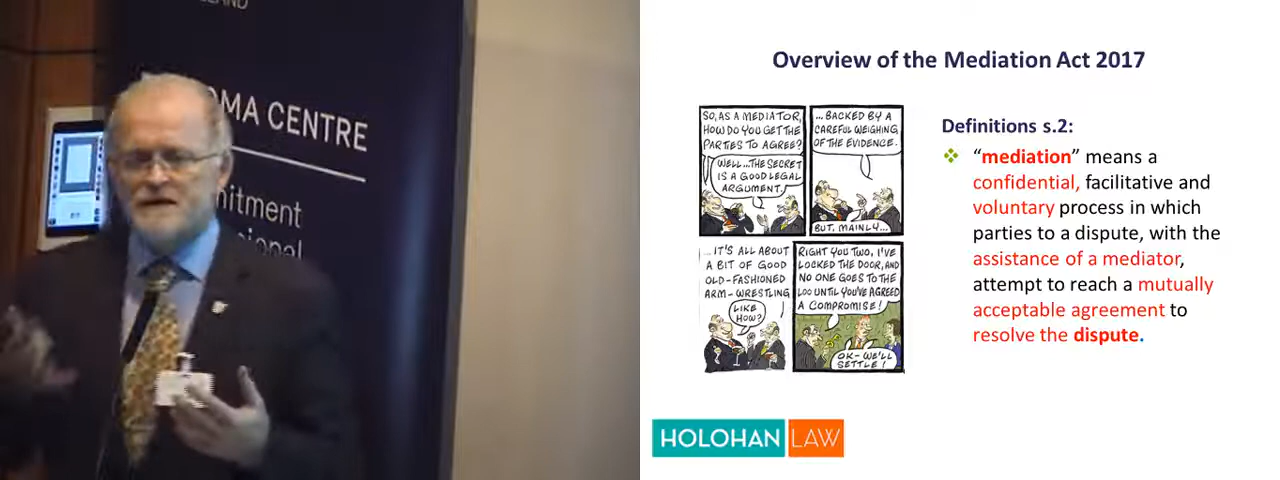 LAND
OMA CENTRE
mitment
sional
Overview of the Mediation Act 2017
SO, AS A MEDIATOR,
HOW DO YOU GET THE
PARTIES TO AGREE?
WELL...THE SECRET
IS A GOOD LEGAL
ARGUMENT.
...BACKED BY A
CAREFUL WEIGHING
OF THE EVIDENCE.
BUT, MAINLY...
...IT'S ALL ABOUT
A BIT OF GOOD
OLD-FASHIONED
ARM-WRESTLING
LIKE
HOW?
RIGHT YOU TWO, I'VE
LOCKED THE DOOR, AND
NO ONE GOES TO THE
LOO UNTIL YOU'VE AGREED
A COMPROMISE!
OK-WE'LL
SETTLE!
Definitions s.2:
❖ “mediation” means a
confidential, facilitative and
voluntary process in which
parties to a dispute, with the
assistance of a mediator,
attempt to reach a mutually
acceptable agreement to
resolve the dispute.
HOLOHAN LAW